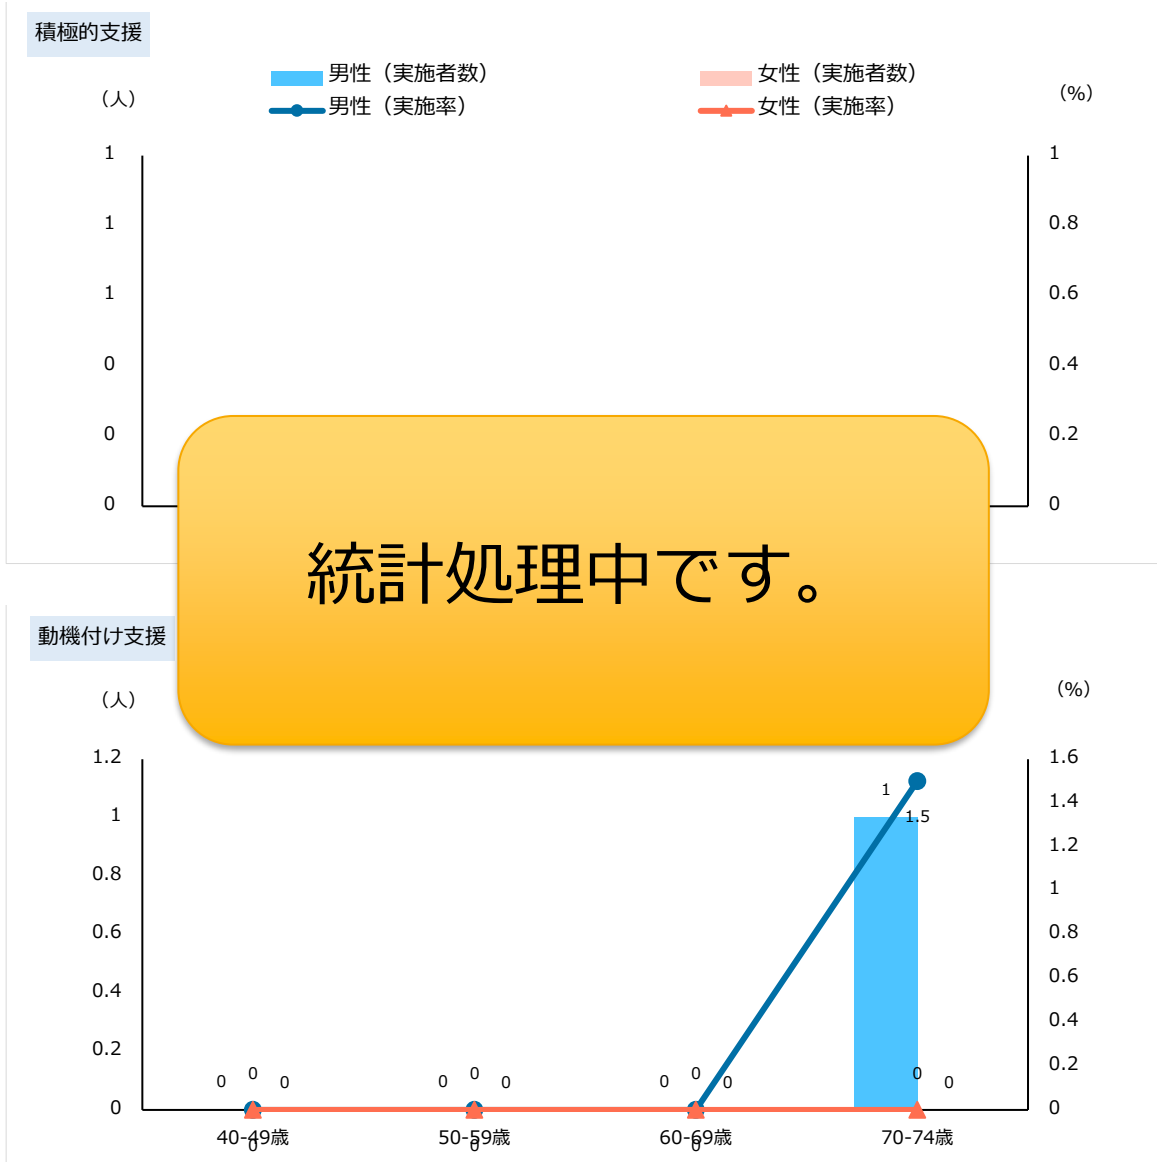 積極的支援
男性（実施者数） 女性（実施者数）
（人） 男性（実施率） 女性（実施率） （%）
1 1
1 0.8
1 0.6
0 0.4
0 0.2
0 0
統計処理中です。
動機付け支援
（人） （%）
1.2 1.6
1 1.4
1 1.5
0.8 1.2
0.6 1
0.4 0.8
0.2 0.6
0 0.4
0.2
0
0 0 0 0 0 0 0 0 0 0 0
40-49歳 50-59歳 60-69歳 70-74歳
0 0 0